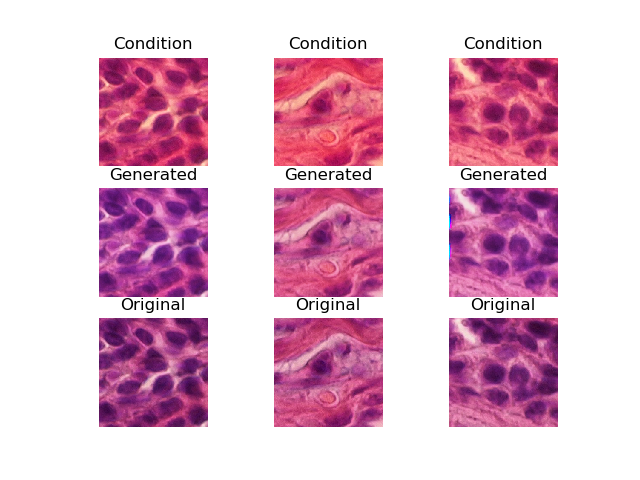 Condition Condition Condition
Generated Generated Generated
Original Original Original